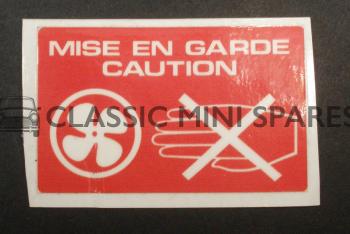 MISE EN GARDE
CAUTION
CLASSIC MINI SPARES